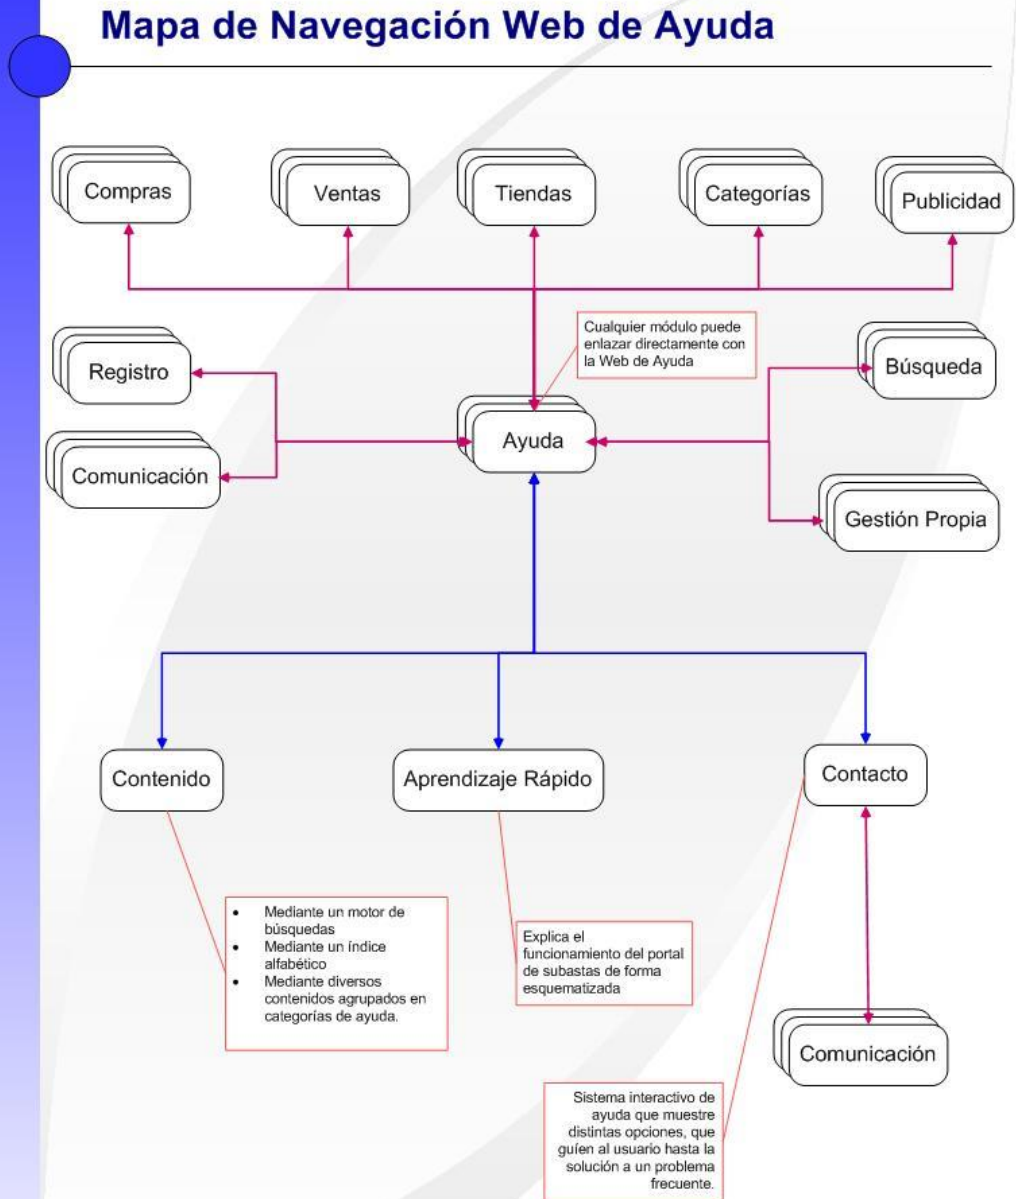 Mapa de Navegación Web de Ayuda
Compras
Ventas
Tiendas
Categorías
Publicidad
Cualquier módulo puede
enlazar directamente con
la Web de Ayuda
Registro
Búsqueda
Ayuda
Comunicación
Gestión Propia
Contenido
Aprendizaje Rápido
Contacto
• Mediante un motor de
búsquedas
• Mediante un índice
alfabético
• Mediante diversos
contenidos agrupados en
categorías de ayuda.
Explica el
funcionamiento del portal
de subastas de forma
esquematizada
Comunicación
Sistema interactivo de
ayuda que muestre
distintas opciones, que
guíen al usuario hasta la
solución a un problema
frecuente.